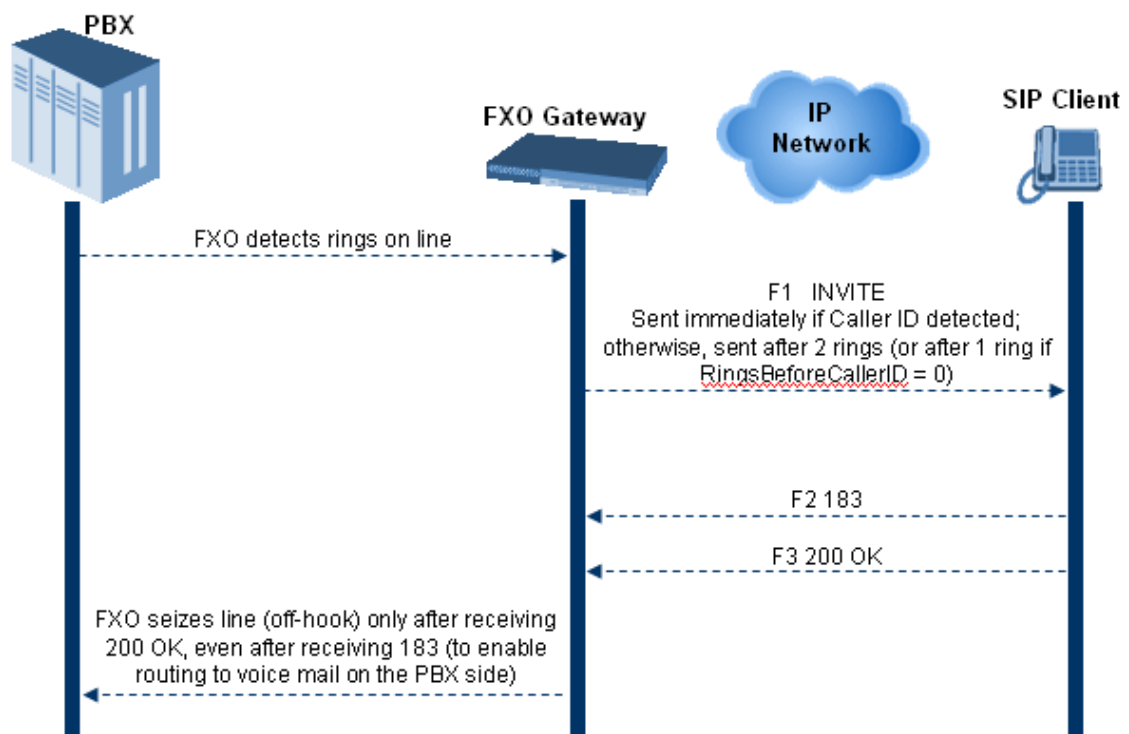 PBX
FXO Gateway
IP
Network
SIP Client
FXO detects rings on line
F1 INVITE
Sent immediately if Caller ID detected;
otherwise, sent after 2 rings (or after 1 ring if
RingsBeforeCallerID = 0)
F2 183
F3 200 OK
FXO seizes line (off-hook) only after receiving
200 OK, even after receiving 183 (to enable
routing to voice mail on the PBX side)